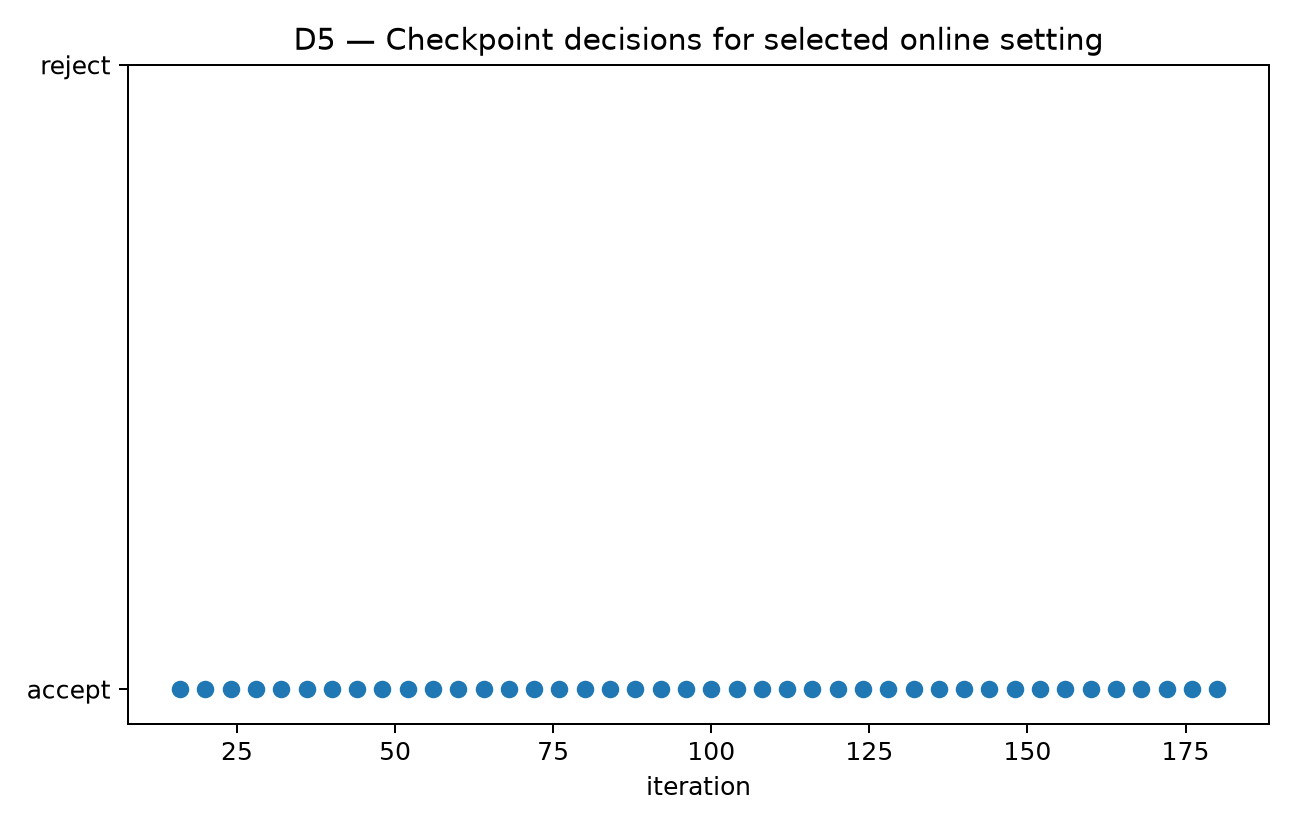 D5 — Checkpoint decisions for selected online setting
reject
accept
25 50 75 100 125 150 175
iteration